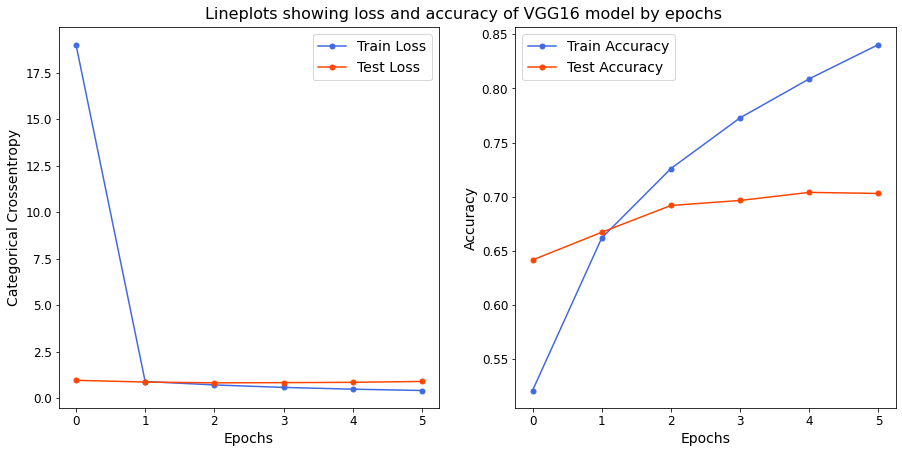 Lineplots showing loss and accuracy of VGG16 model by epochs
Categorical Crossentropy
17.5
15.0
12.5
10.0
7.5
5.0
2.5
0.0
Train Loss
Test Loss
0 1 2 3 4 5
Epochs
Accuracy
0.85
0.80
0.75
0.70
0.65
0.60
0.55
Train Accuracy
Test Accuracy
0 1 2 3 4 5
Epochs